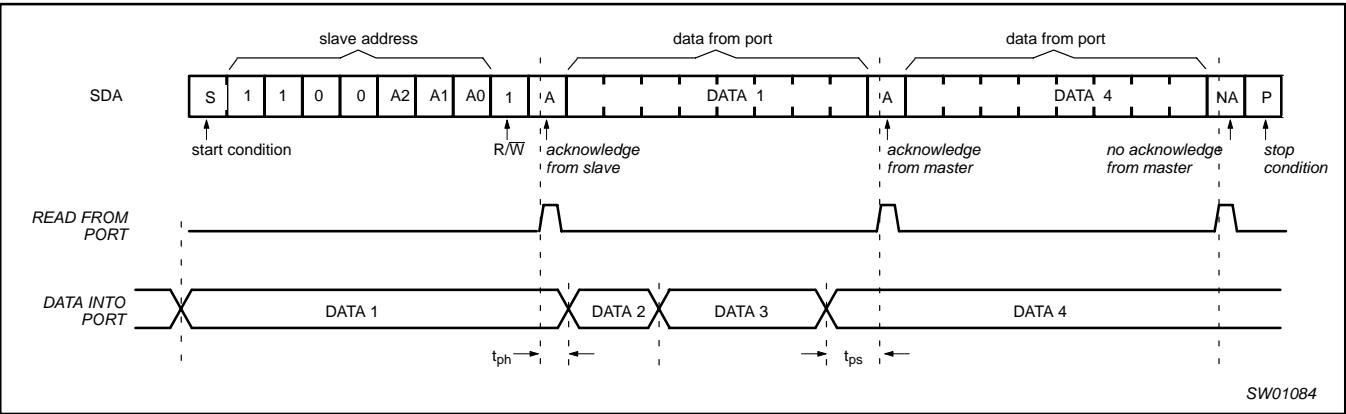 slave address
data from port
data from port
SDA
S 1 1 0 0 A2 A1 A0 1 A DATA 1 A DATA 4 NA P
start condition
R/W̅
acknowledge
from slave
acknowledge
from master
no acknowledge
from master
stop
condition
READ FROM
PORT
DATA INTO
PORT
DATA 1
DATA 2
DATA 3
DATA 4
tph
tps
SW01084